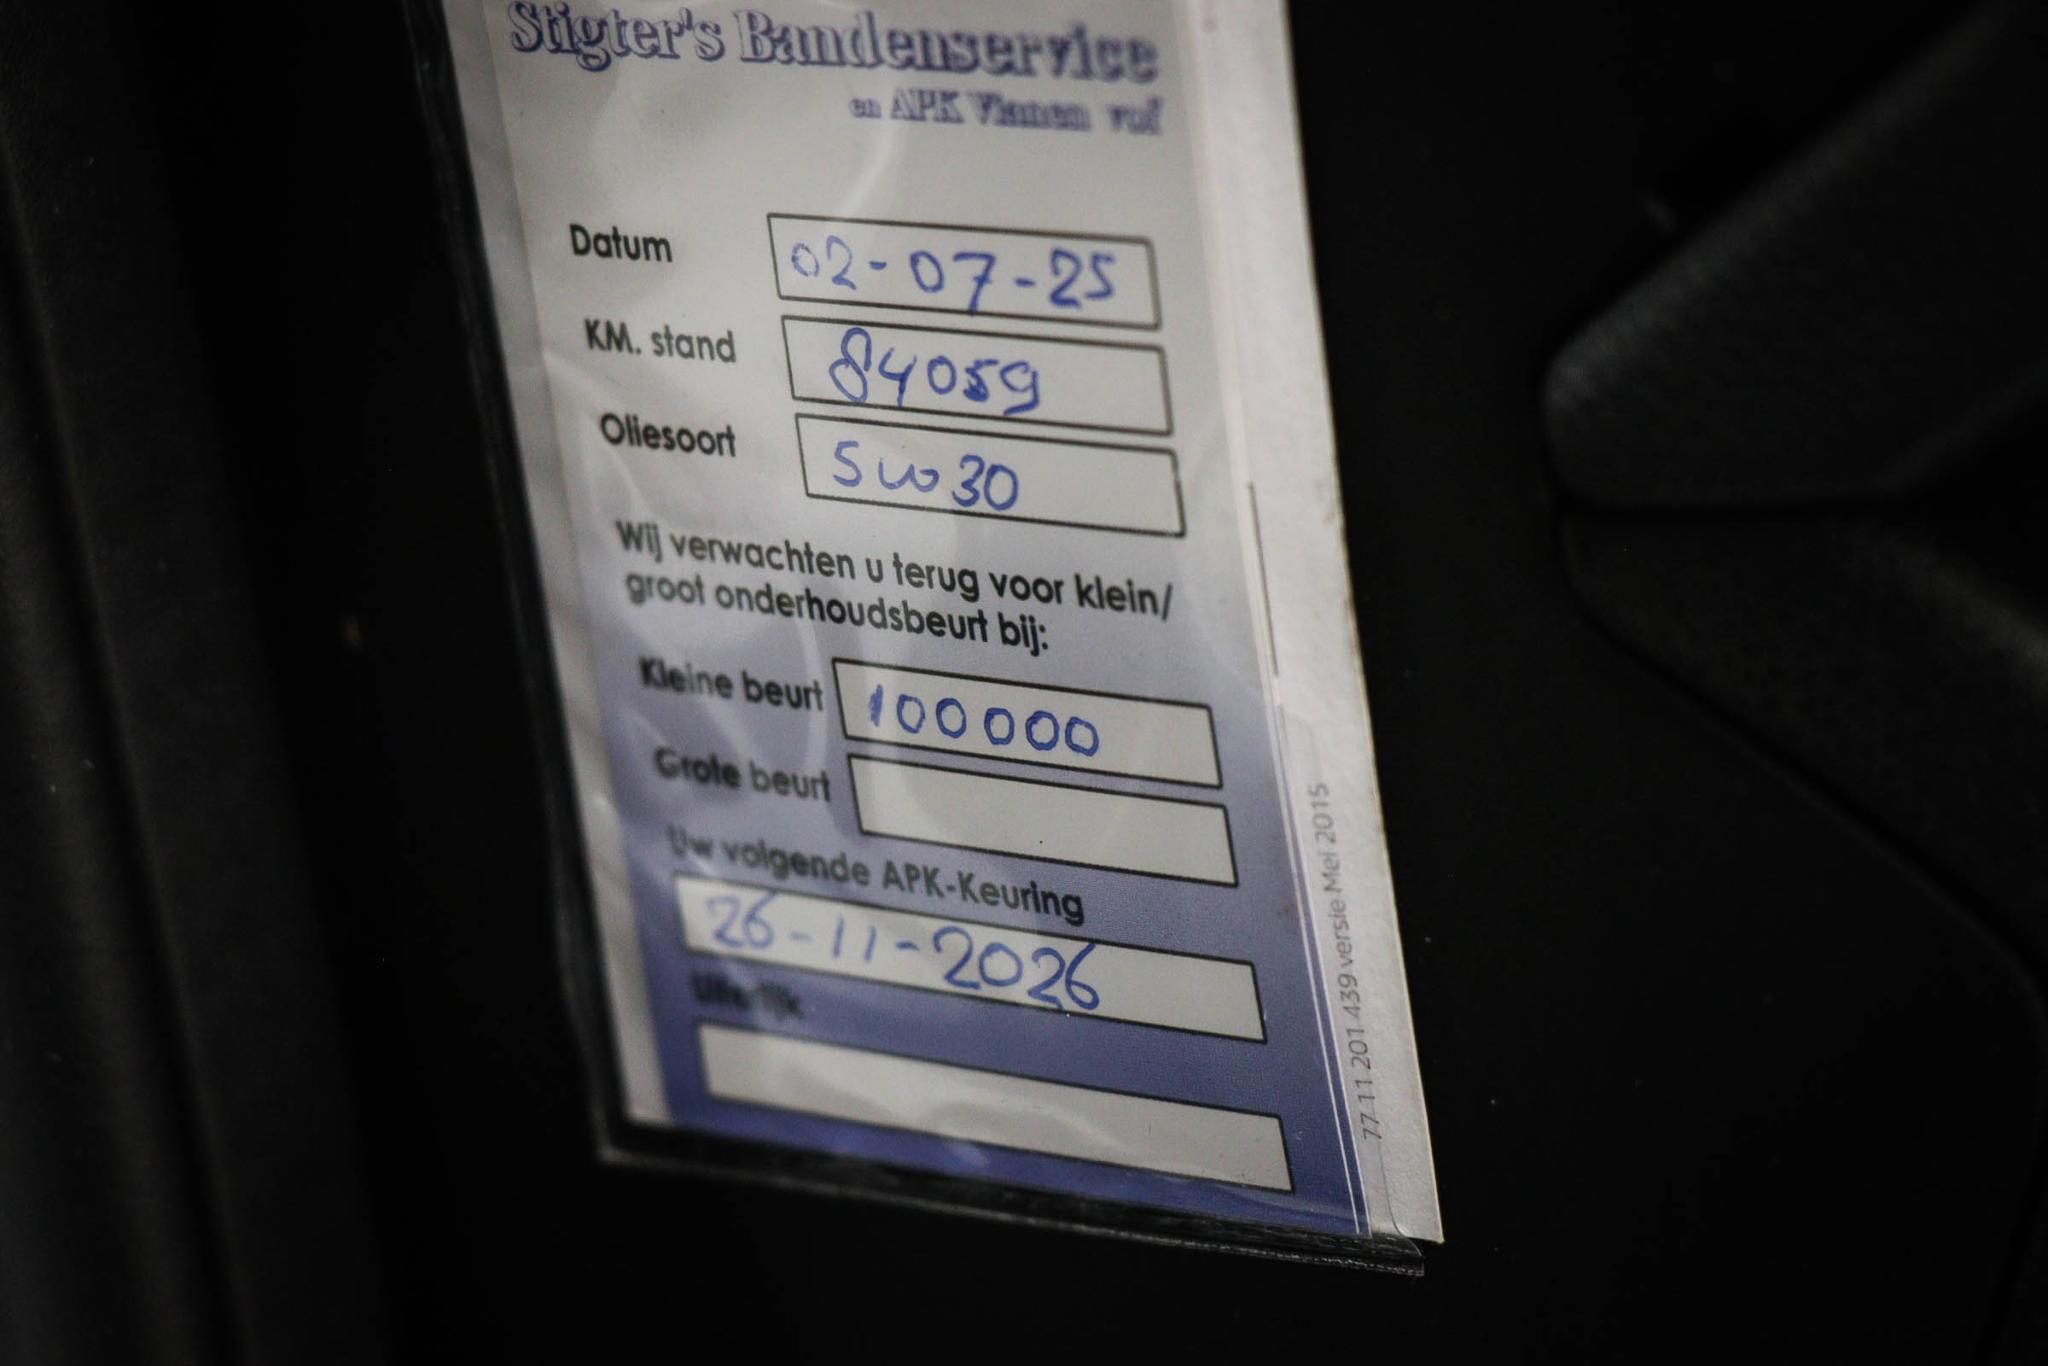 Stigter's Bandenservice
en APK Vianen vof
Datum 02-07-25
KM. stand 84059
Oliesoort 5w30
Wij verwachten u terug voor klein/
groot onderhoudsbeurt bij:
Kleine beurt 100000
Grote beurt
Uw volgende APK-Keuring
26-11-2026
Uiterlijk
77 11 201 439 versie Mei 2015